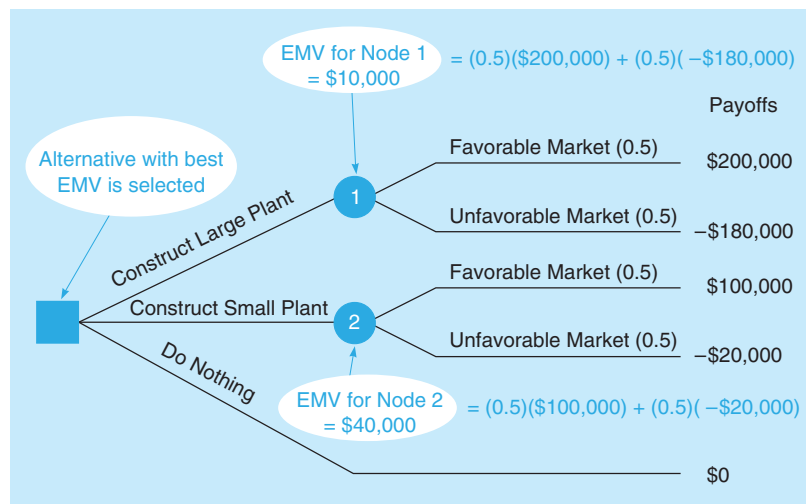 EMV for Node 1
= $10,000
= (0.5)($200,000) + (0.5)( −$180,000)
Payoffs
Alternative with best
EMV is selected
Construct Large Plant
1
Favorable Market (0.5)
$200,000
Unfavorable Market (0.5)
−$180,000
Construct Small Plant
2
Favorable Market (0.5)
$100,000
Unfavorable Market (0.5)
−$20,000
Do Nothing
EMV for Node 2
= $40,000
= (0.5)($100,000) + (0.5)( −$20,000)
$0